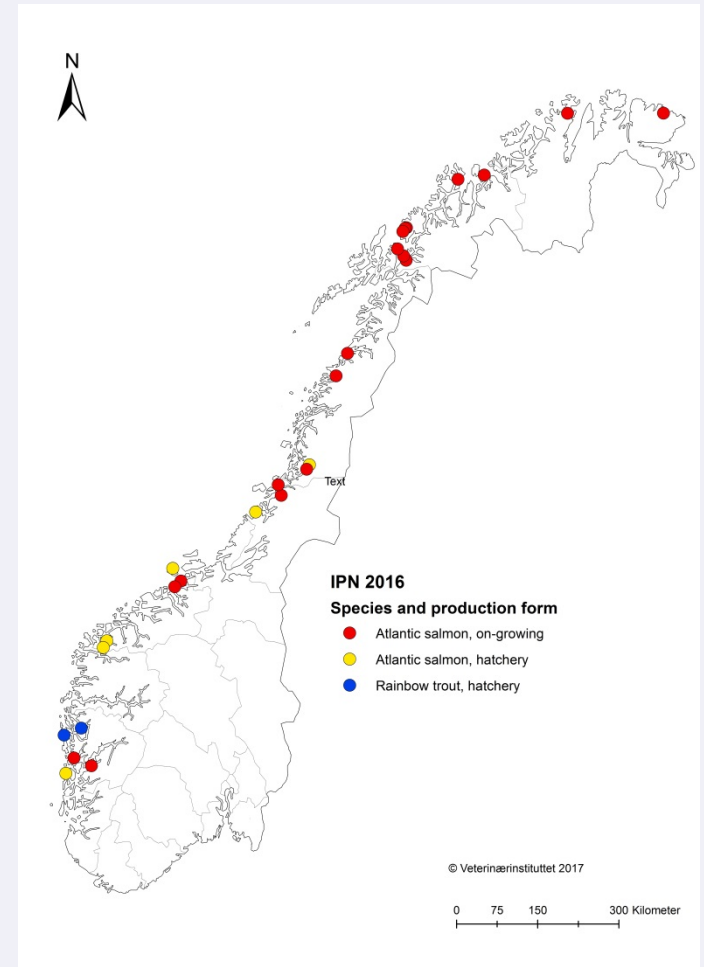 N
Text
IPN 2016
Species and production form
Atlantic salmon, on-growing
Atlantic salmon, hatchery
Rainbow trout, hatchery
© Veterinærinstituttet 2017
0 75 150 300 Kilometer